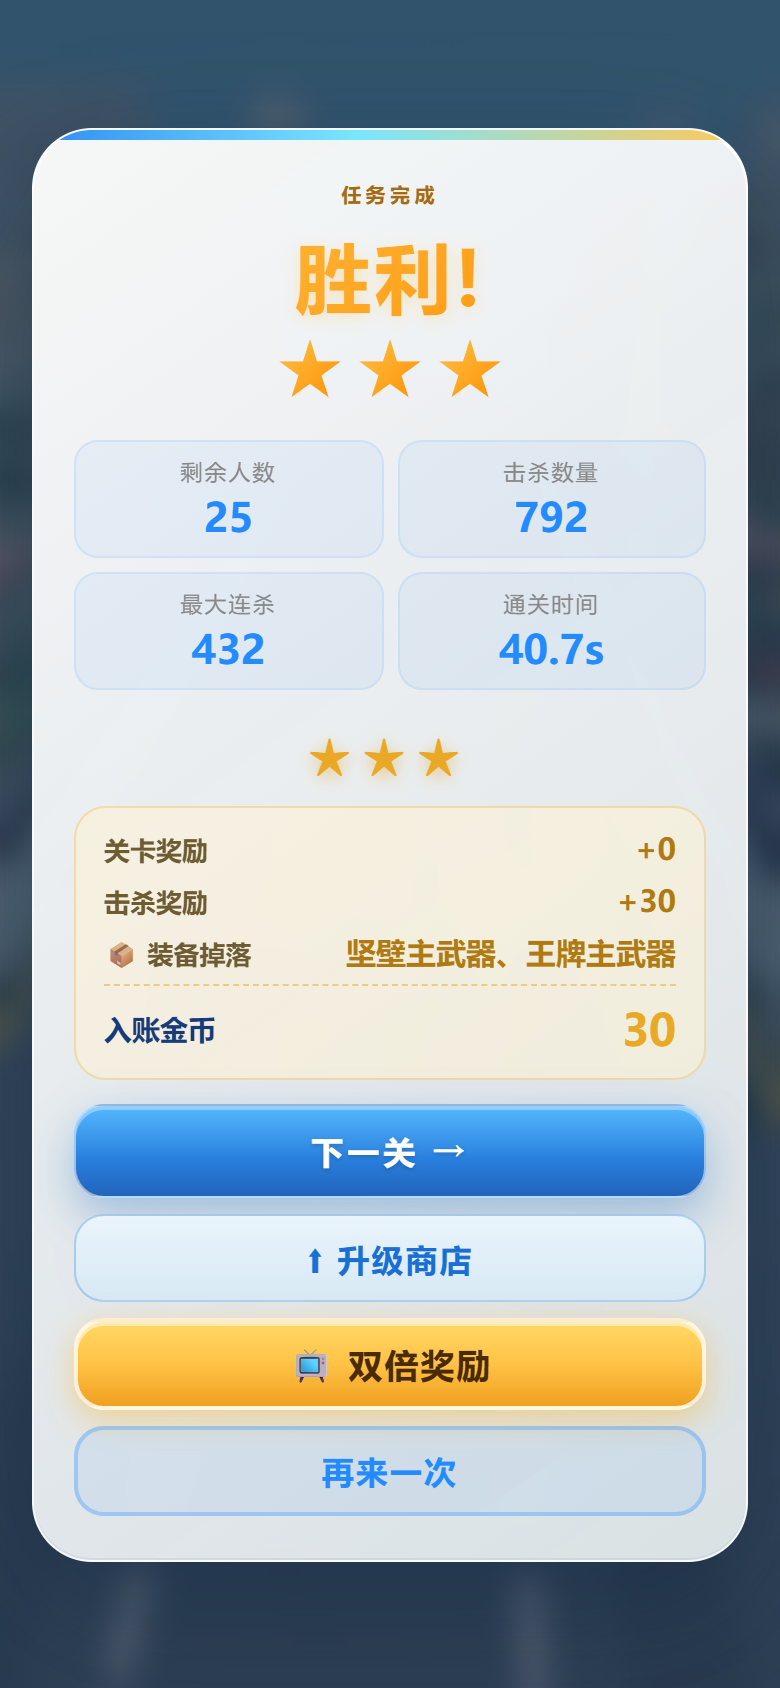 任务完成
胜利!
剩余人数
25
击杀数量
792
最大连杀
432
通关时间
40.7s
关卡奖励 +0
击杀奖励 +30
装备掉落 坚壁主武器、王牌主武器
入账金币 30
下一关 →
⬆ 升级商店
双倍奖励
再来一次